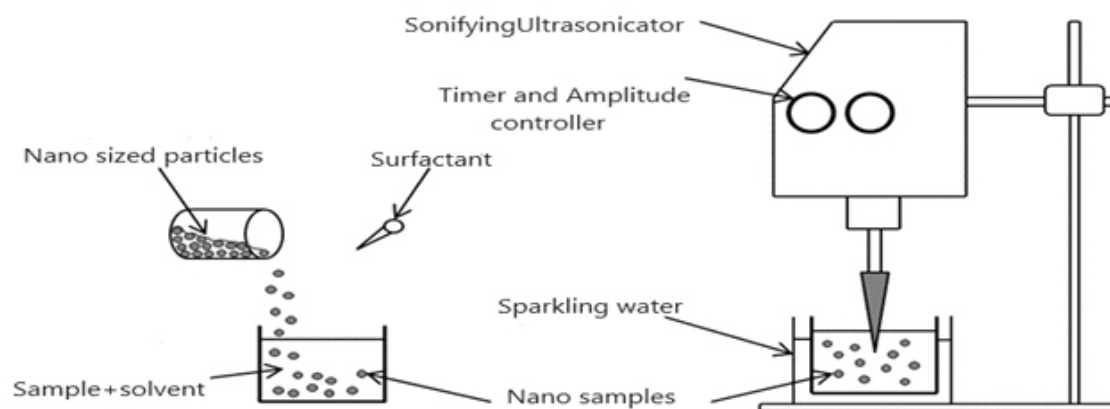 SonifyingUltrasonicator
Timer and Amplitude
controller
Nano sized particles
Surfactant
Sparkling water
Sample+solvent
Nano samples